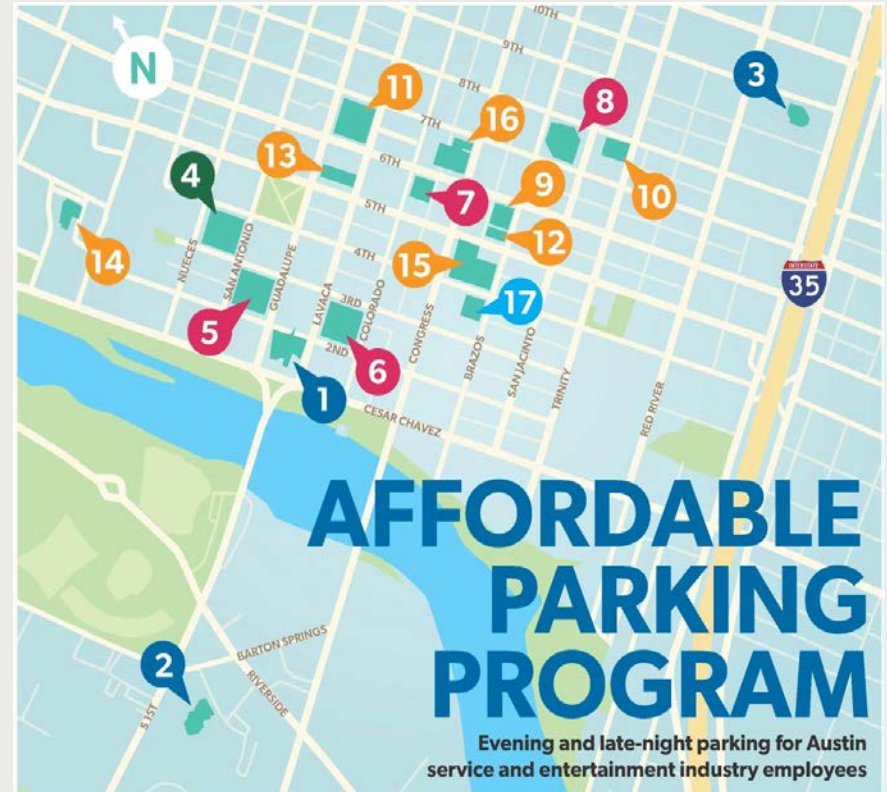 10TH
N
9TH
3
8TH
11
8
7TH
16
13
6TH
4
9
7
10
5TH
12
NUECES
SAN ANTONIO
GUADALUPE
4TH
14
15
INTERSTATE
35
LAVACA
COLORADO
3RD
17
5
CONGRESS
2ND
BRAZOS
SAN JACINTO
6
TRINITY
1
RED RIVER
CESAR CHAVEZ
AFFORDABLE
PARKING
PROGRAM
Evening and late-night parking for Austin
service and entertainment industry employees
BARTON SPRINGS
2
RIVERSIDE
S 1ST